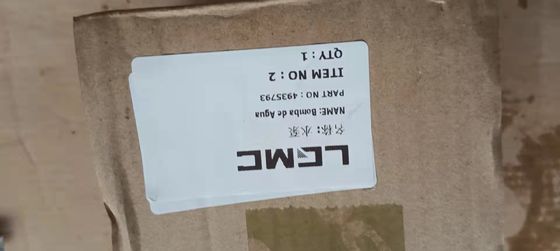 LGMC
名称: 水泵
NAME: Bomba de Agua
PART NO : 4935793
ITEM NO : 2
QTY : 1